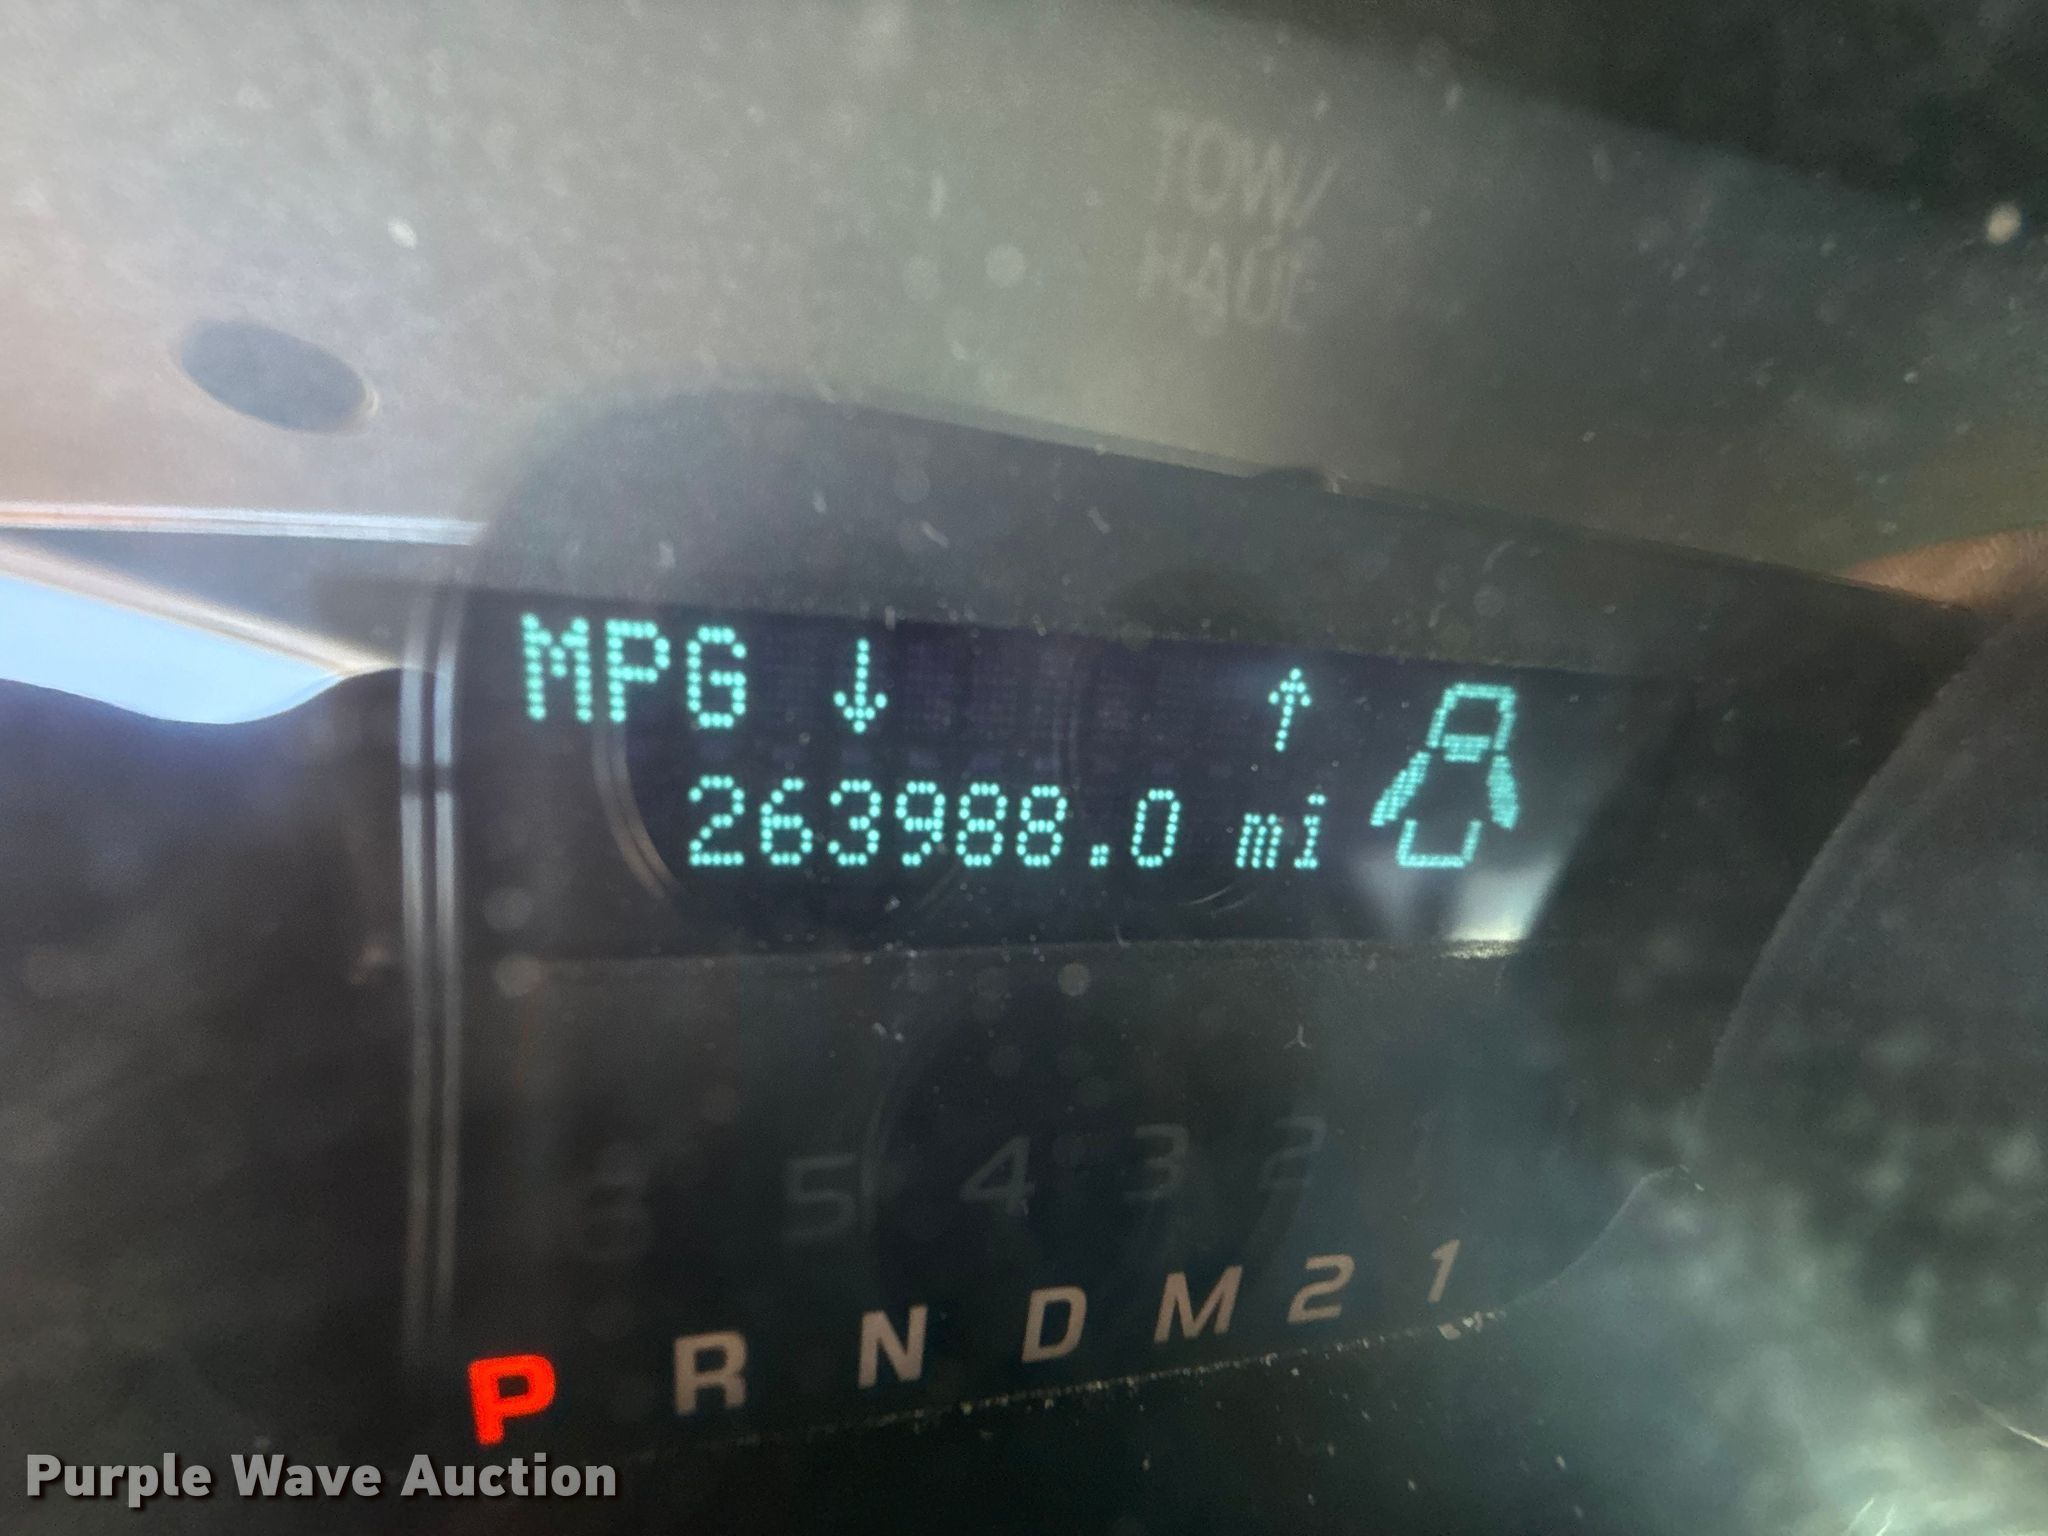 TOW/
HAUL
MPG ↓ ↑
263988.0 mi
5 4 3 2
P R N D M 2 1
Purple Wave Auction